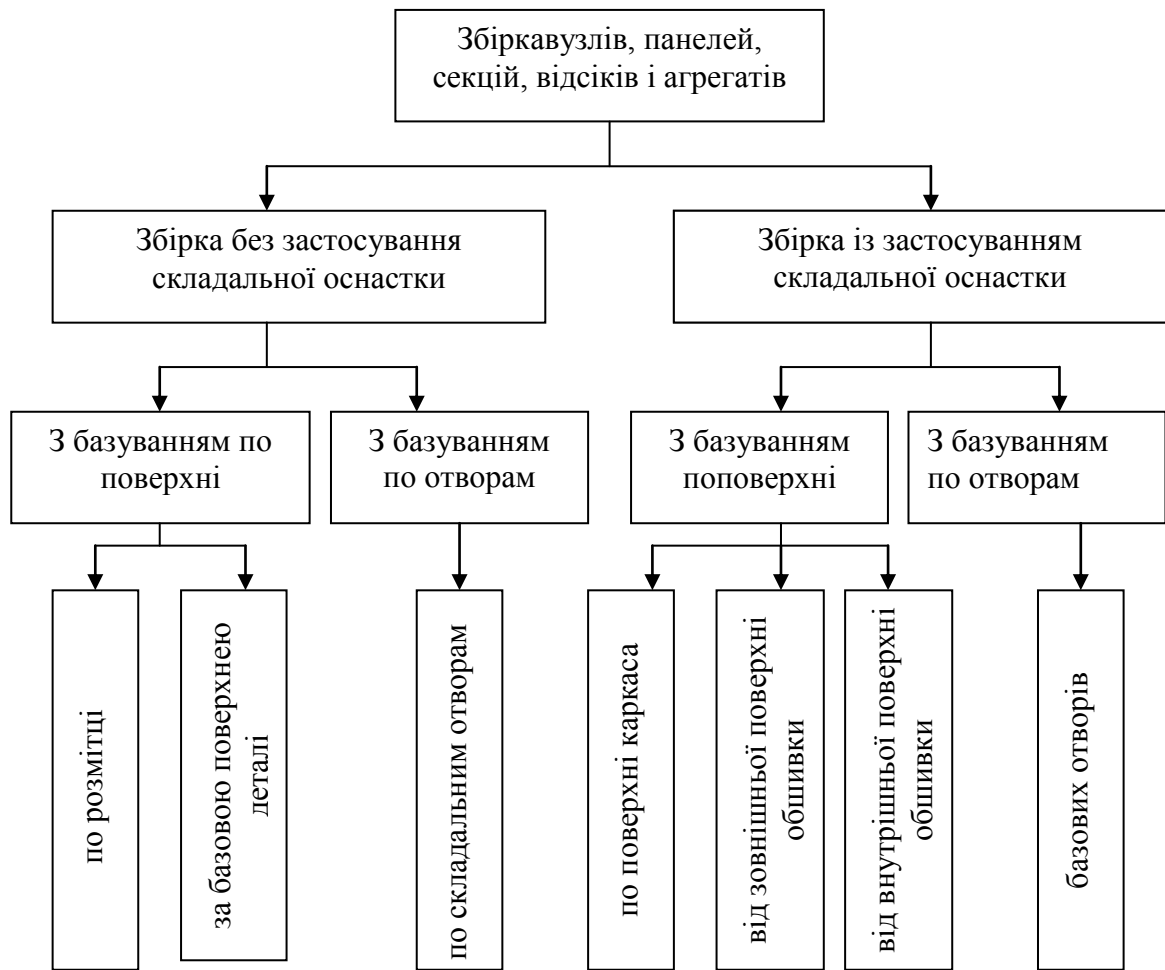 Збіркавузлів, панелей,
секцій, відсіків і агрегатів
Збірка без застосування
складальної оснастки
Збірка із застосуванням
складальної оснастки
З базуванням по
поверхні
З базуванням
по отворам
З базуванням
поповерхні
З базуванням
по отворам
по розмітці
за базовою поверхнею
деталі
по складальним отворам
по поверхні каркаса
від зовнішньої поверхні
обшивки
від внутрішньої поверхні
обшивки
базових отворів